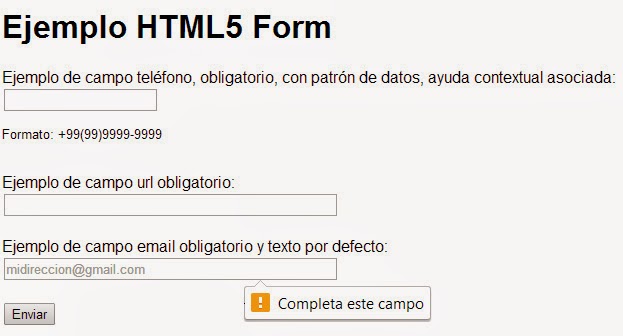 Ejemplo HTML5 Form
Ejemplo de campo teléfono, obligatorio, con patrón de datos, ayuda contextual asociada:
Formato: +99(99)9999-9999
Ejemplo de campo url obligatorio:
Ejemplo de campo email obligatorio y texto por defecto:
midireccion@gmail.com
Completa este campo
Enviar